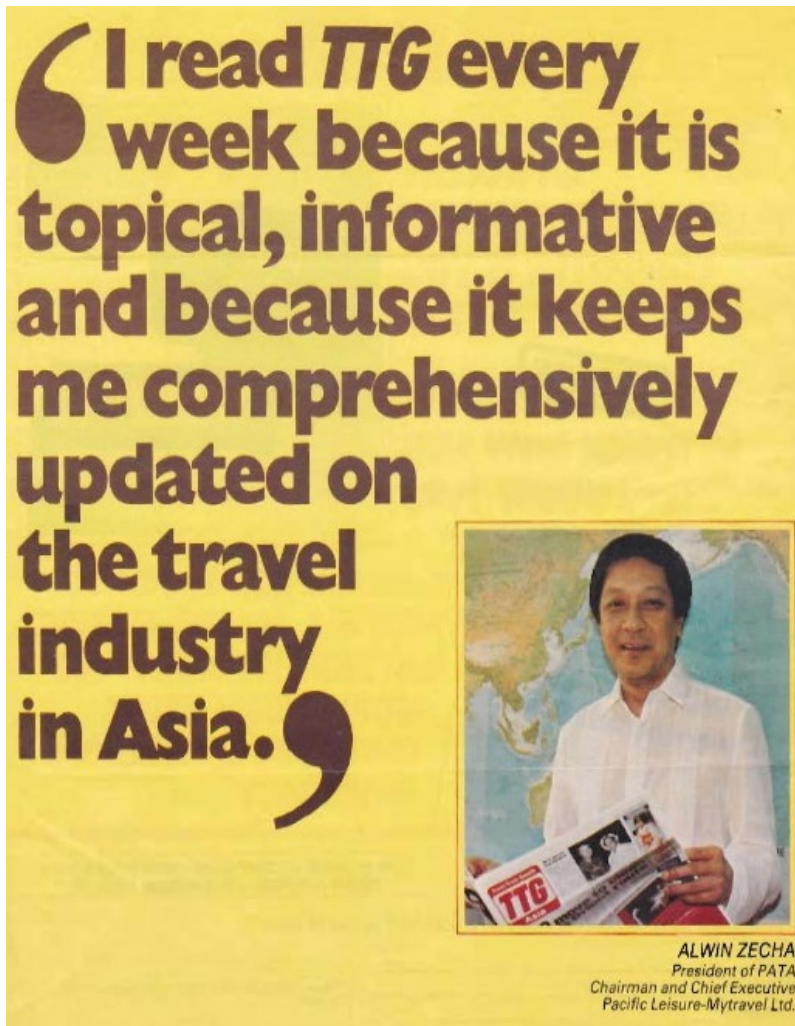 ‘I read TTG every
week because it is
topical, informative
and because it keeps
me comprehensively
updated on
the travel
industry
in Asia.’
TTG
Asia
ALWIN ZECHA
President of PATA
Chairman and Chief Executive
Pacific Leisure-Mytravel Ltd.